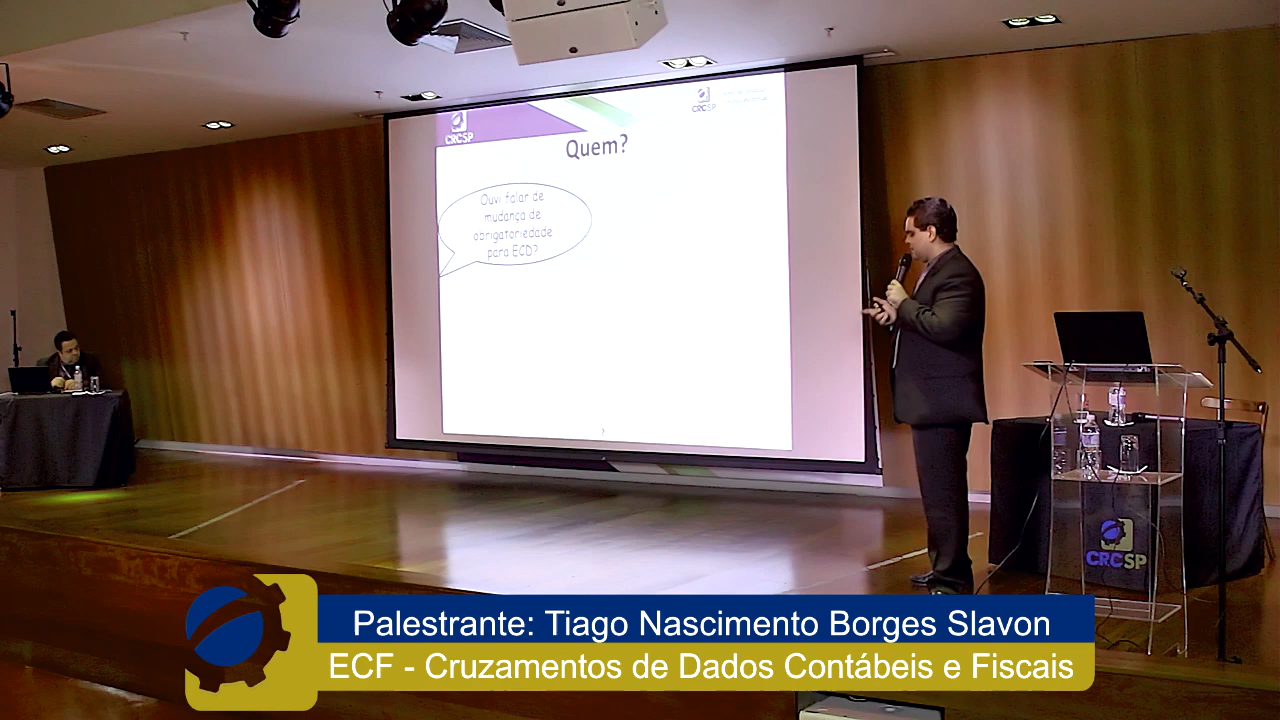 CRCSP
CRCSP
Quem?
Ouvi falar de
mudança de
obrigatoriedade
para ECD?
CRCSP
Palestrante: Tiago Nascimento Borges Slavon
ECF - Cruzamentos de Dados Contábeis e Fiscais